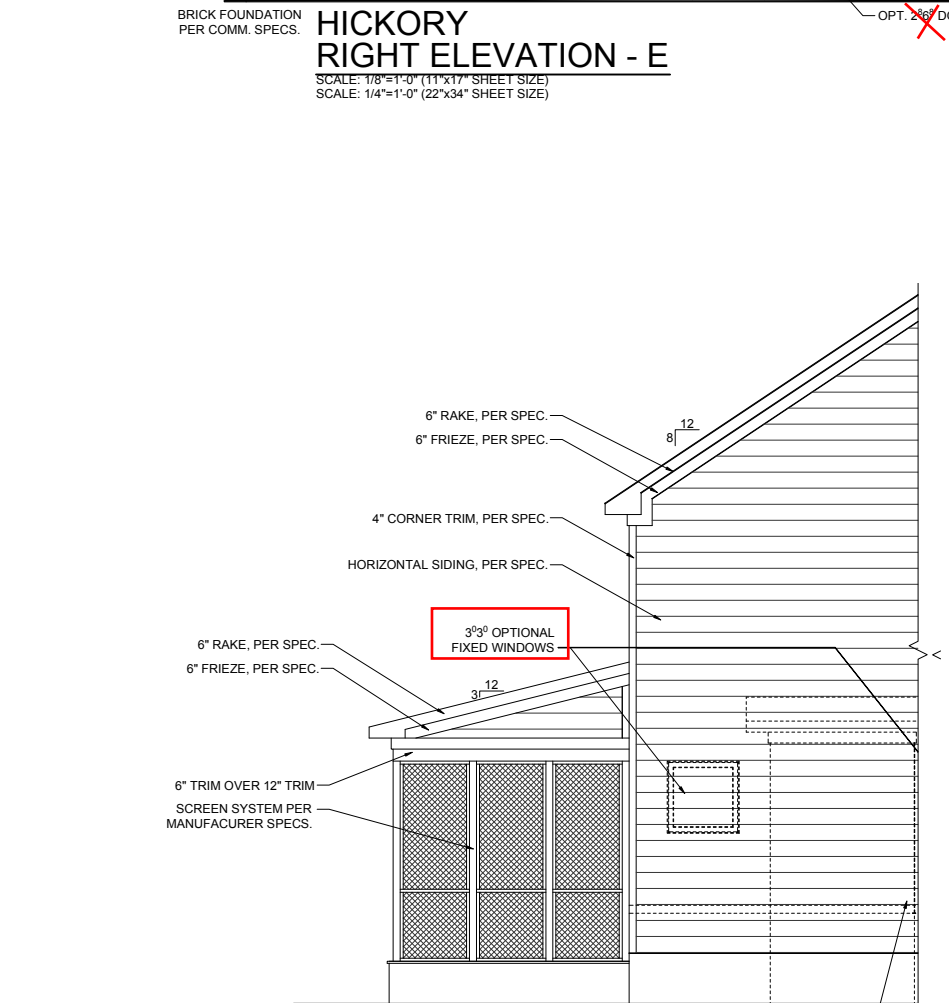 BRICK FOUNDATION
PER COMM. SPECS.
HICKORY
RIGHT ELEVATION - E
SCALE: 1/8"=1'-0" (11"x17" SHEET SIZE)
SCALE: 1/4"=1'-0" (22"x34" SHEET SIZE)
OPT. 2⁸6⁸
6" RAKE, PER SPEC.
12
8
6" FRIEZE, PER SPEC.
4" CORNER TRIM, PER SPEC.
HORIZONTAL SIDING, PER SPEC.
3⁰3⁰ OPTIONAL
FIXED WINDOWS
6" RAKE, PER SPEC.
6" FRIEZE, PER SPEC.
12
3
6" TRIM OVER 12" TRIM
SCREEN SYSTEM PER
MANUFACURER SPECS.